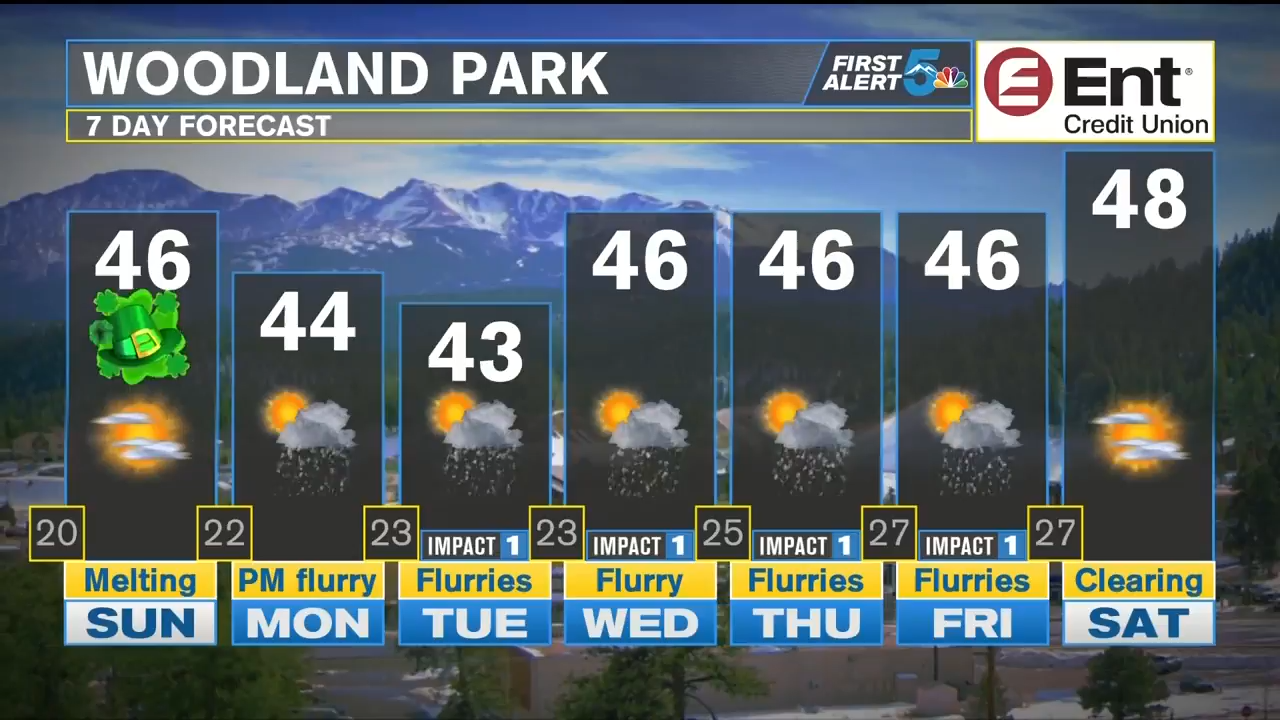 WOODLAND PARK
FIRST ALERT 5
Ent
Credit Union
7 DAY FORECAST
46 44 43 46 46 46 48
20 22 23 23 25 27 27
IMPACT 1 IMPACT 1 IMPACT 1 IMPACT 1
Melting PM flurry Flurries Flurry Flurries Flurries Clearing
SUN MON TUE WED THU FRI SAT